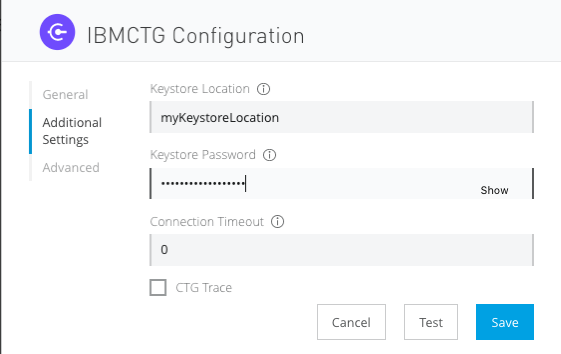 IBMCTG Configuration
General
Additional
Settings
Advanced
Keystore Location
myKeystoreLocation
Keystore Password
••••••••••••••••••
Show
Connection Timeout
0
CTG Trace
Cancel
Test
Save